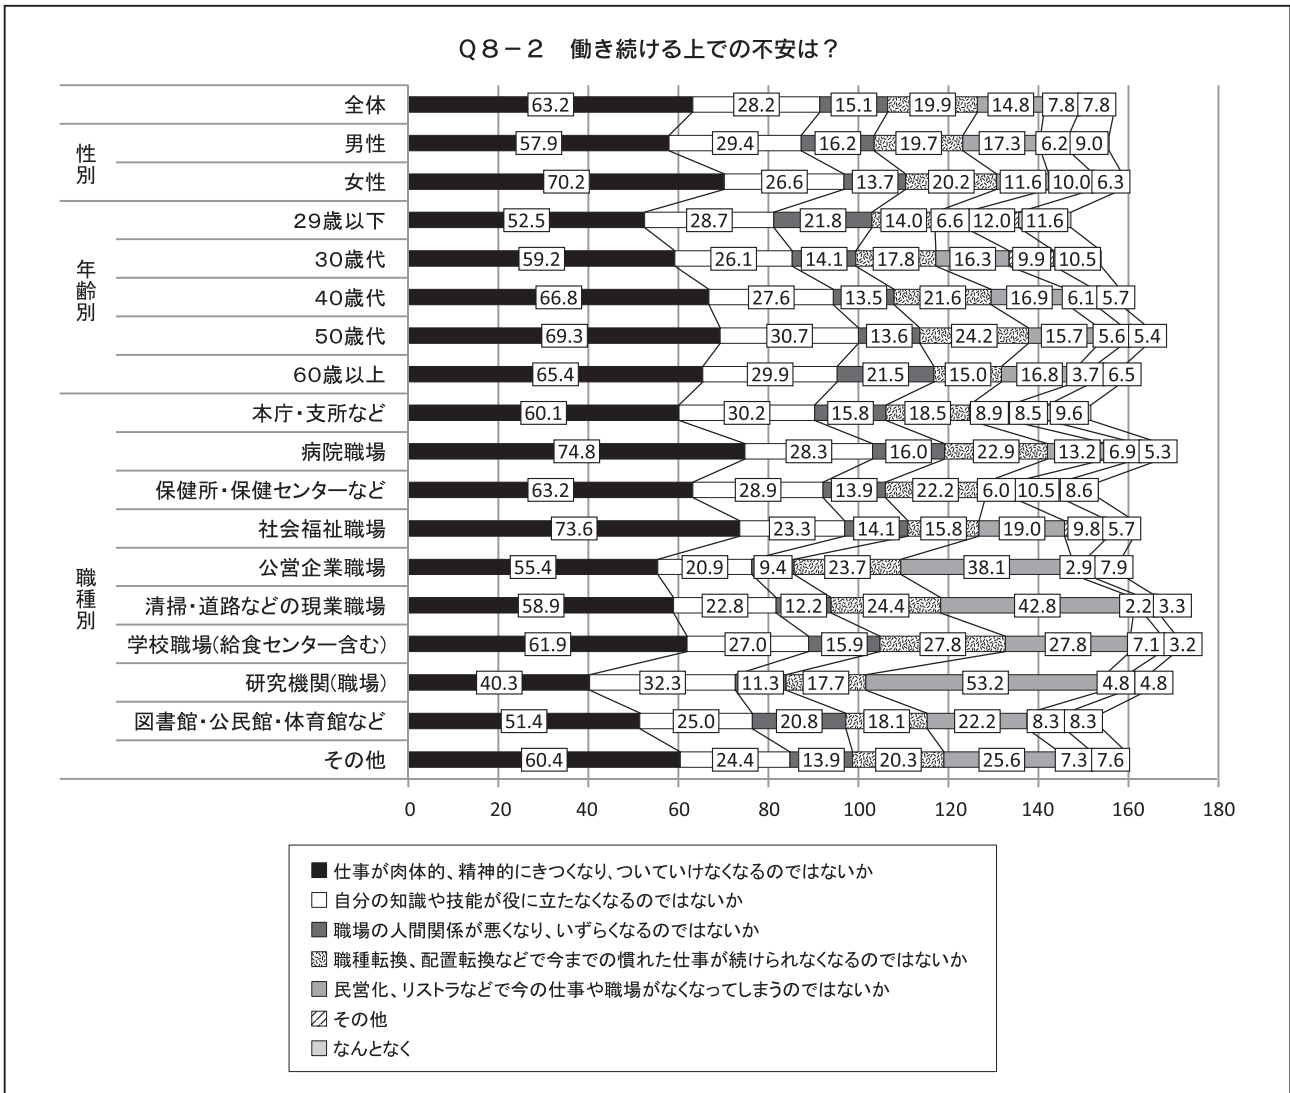 Q8-2 働き続ける上での不安は?
全体 63.2 28.2 15.1 19.9 14.8 7.8 7.8
性別
男性 57.9 29.4 16.2 19.7 17.3 6.2 9.0
女性 70.2 26.6 13.7 20.2 11.6 10.0 6.3
年齢別
29歳以下 52.5 28.7 21.8 14.0 6.6 12.0 11.6
30歳代 59.2 26.1 14.1 17.8 16.3 9.9 10.5
40歳代 66.8 27.6 13.5 21.6 16.9 6.1 5.7
50歳代 69.3 30.7 13.6 24.2 15.7 5.6 5.4
60歳以上 65.4 29.9 21.5 15.0 16.8 3.7 6.5
職種別
本庁・支所など 60.1 30.2 15.8 18.5 8.9 8.5 9.6
病院職場 74.8 28.3 16.0 22.9 13.2 6.9 5.3
保健所・保健センターなど 63.2 28.9 13.9 22.2 6.0 10.5 8.6
社会福祉職場 73.6 23.3 14.1 15.8 19.0 9.8 5.7
公営企業職場 55.4 20.9 9.4 23.7 38.1 2.9 7.9
清掃・道路などの現業職場 58.9 22.8 12.2 24.4 42.8 2.2 3.3
学校職場(給食センター含む) 61.9 27.0 15.9 27.8 27.8 7.1 3.2
研究機関(職場) 40.3 32.3 11.3 17.7 53.2 4.8 4.8
図書館・公民館・体育館など 51.4 25.0 20.8 18.1 22.2 8.3 8.3
その他 60.4 24.4 13.9 20.3 25.6 7.3 7.6
0 20 40 60 80 100 120 140 160 180
仕事が肉体的、精神的にきつくなり、ついていけなくなるのではないか
自分の知識や技能が役に立たなくなるのではないか
職場の人間関係が悪くなり、いずらくなるのではないか
職種転換、配置転換などで今までの慣れた仕事が続けられなくなるのではないか
民営化、リストラなどで今の仕事や職場がなくなってしまうのではないか
その他
なんとなく